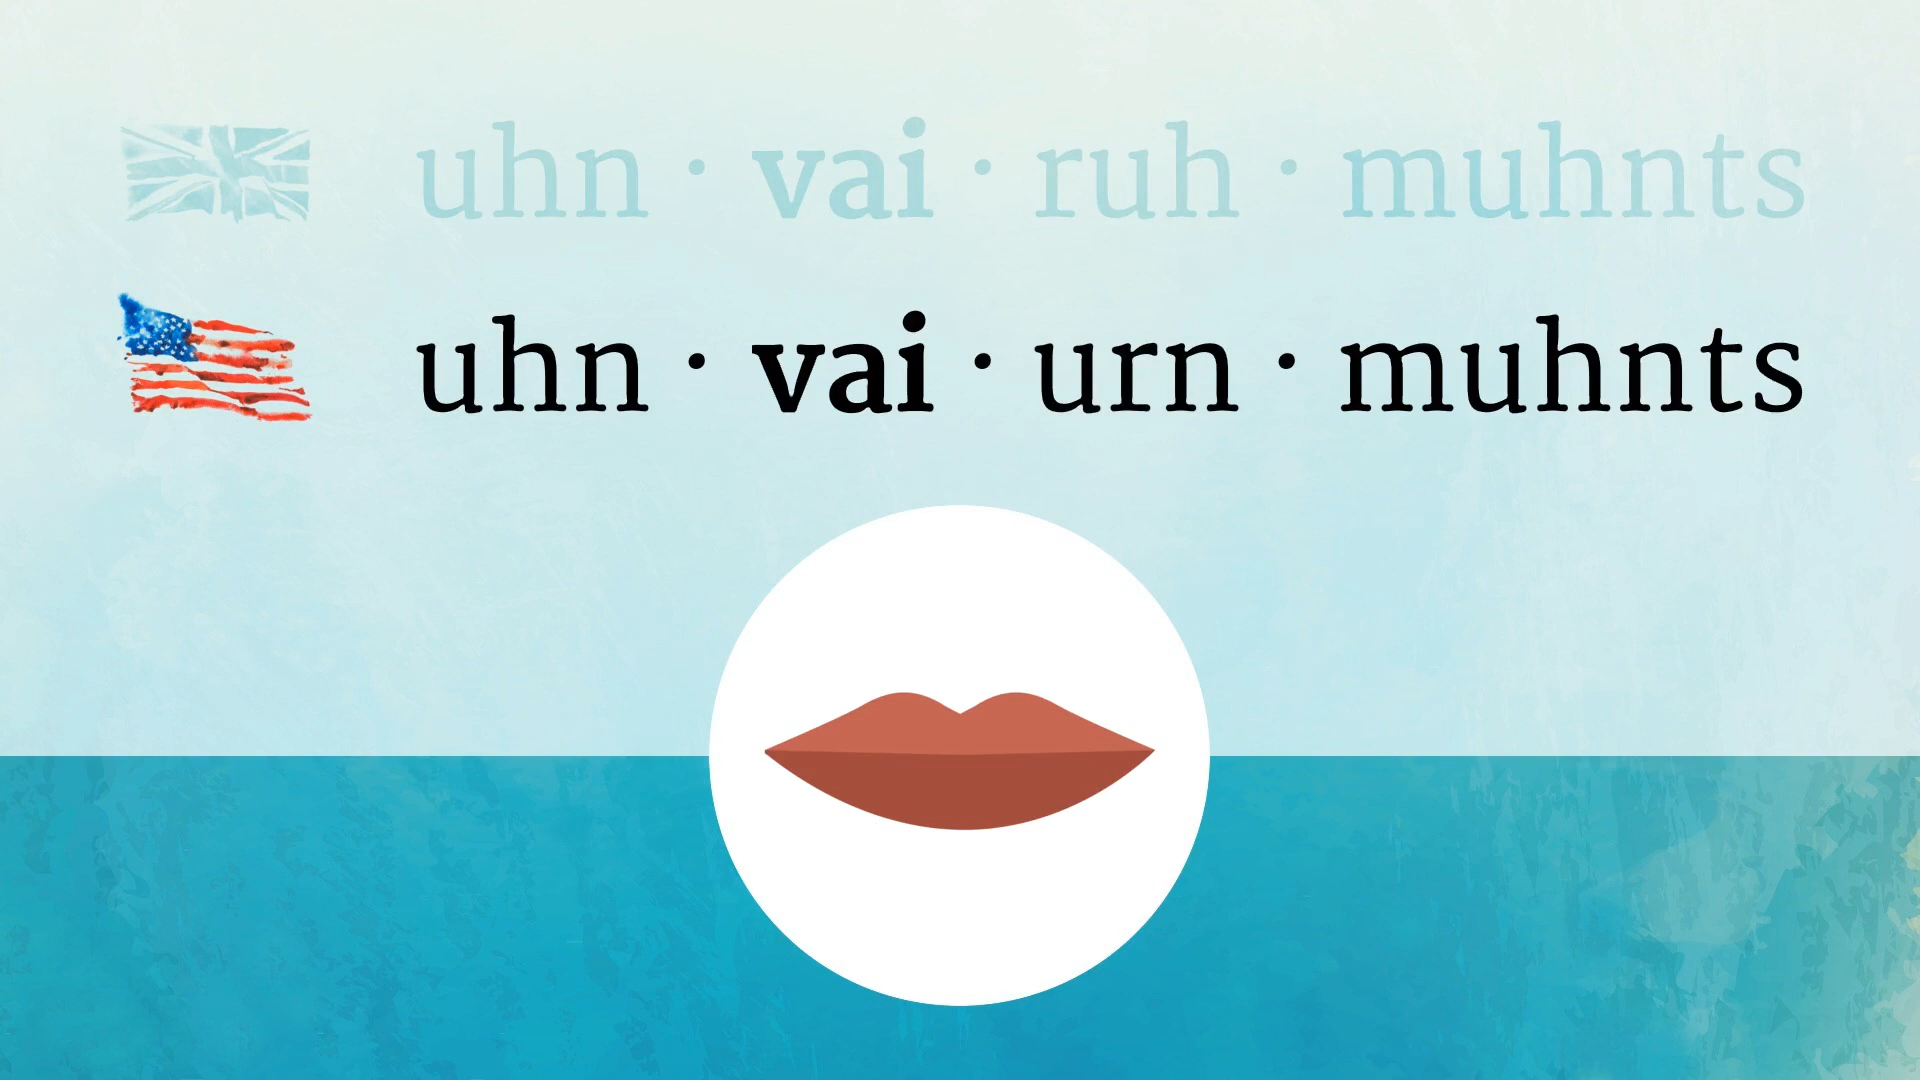 uhn · vai · ruh · muhnts
uhn · vai · urn · muhnts